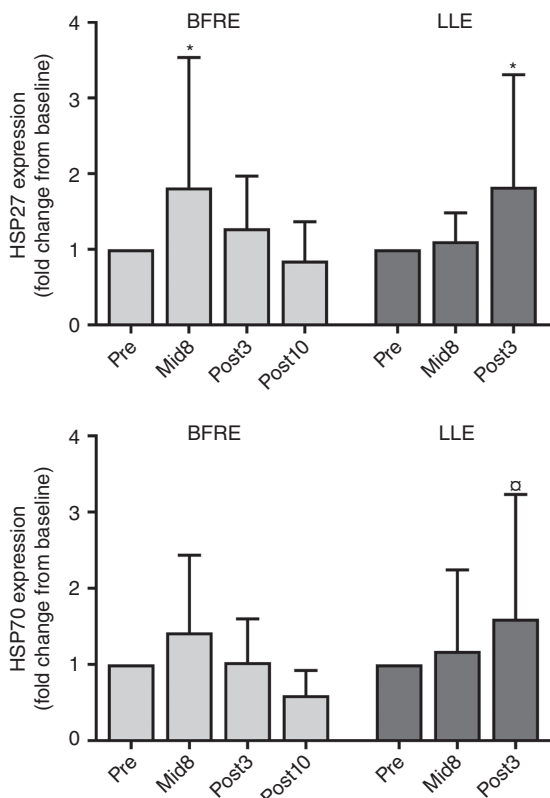 BFRE LLE
4
3
2
1
0
HSP27 expression
(fold change from baseline)
*
*
Pre Mid8 Post3 Post10 Pre Mid8 Post3
BFRE LLE
4
3
2
1
0
HSP70 expression
(fold change from baseline)
¤
Pre Mid8 Post3 Post10 Pre Mid8 Post3